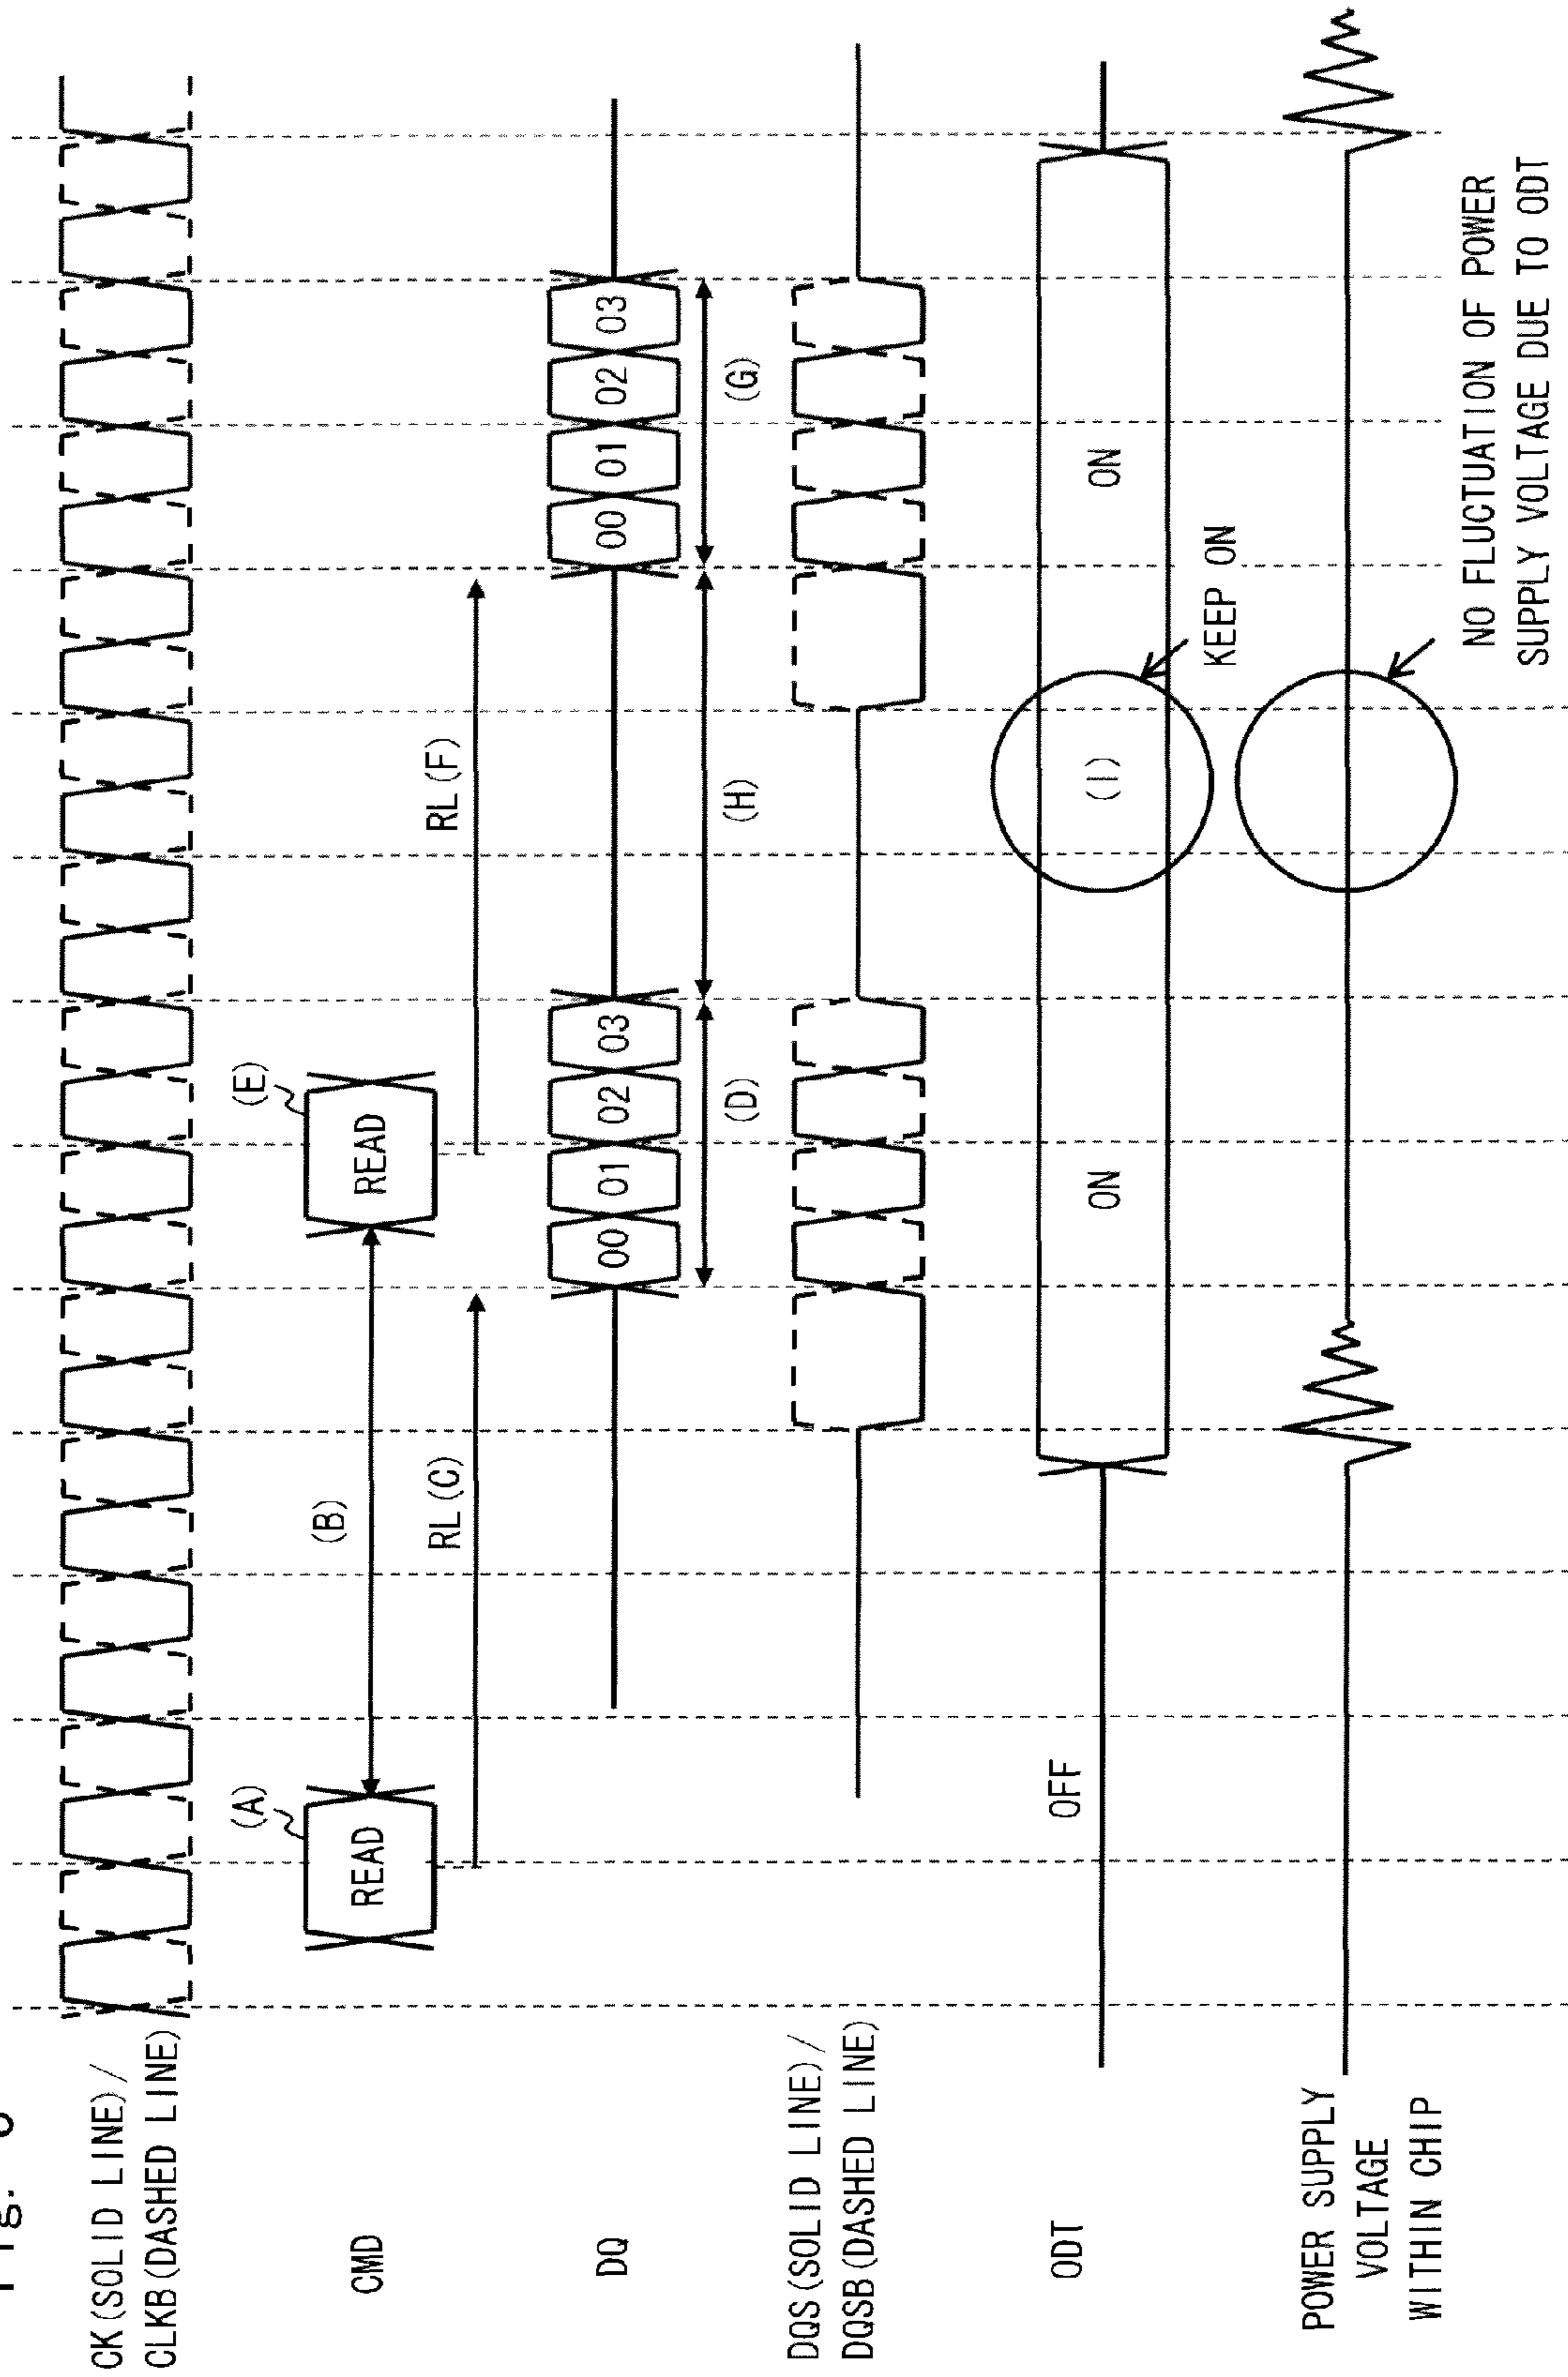 Fig.
CK(SOLID LINE)/
CLKB(DASHED LINE)
CMD
(A)
READ
(B)
(E)
READ
RL(C)
RL(F)
DQ
00 01 02 03
00 01 02 03
(D)
(H)
(G)
DQS(SOLID LINE)/
DQSB(DASHED LINE)
ODT
OFF
ON
(I)
ON
KEEP ON
POWER SUPPLY
VOLTAGE
WITHIN CHIP
NO FLUCTUATION OF POWER
SUPPLY VOLTAGE DUE TO ODT